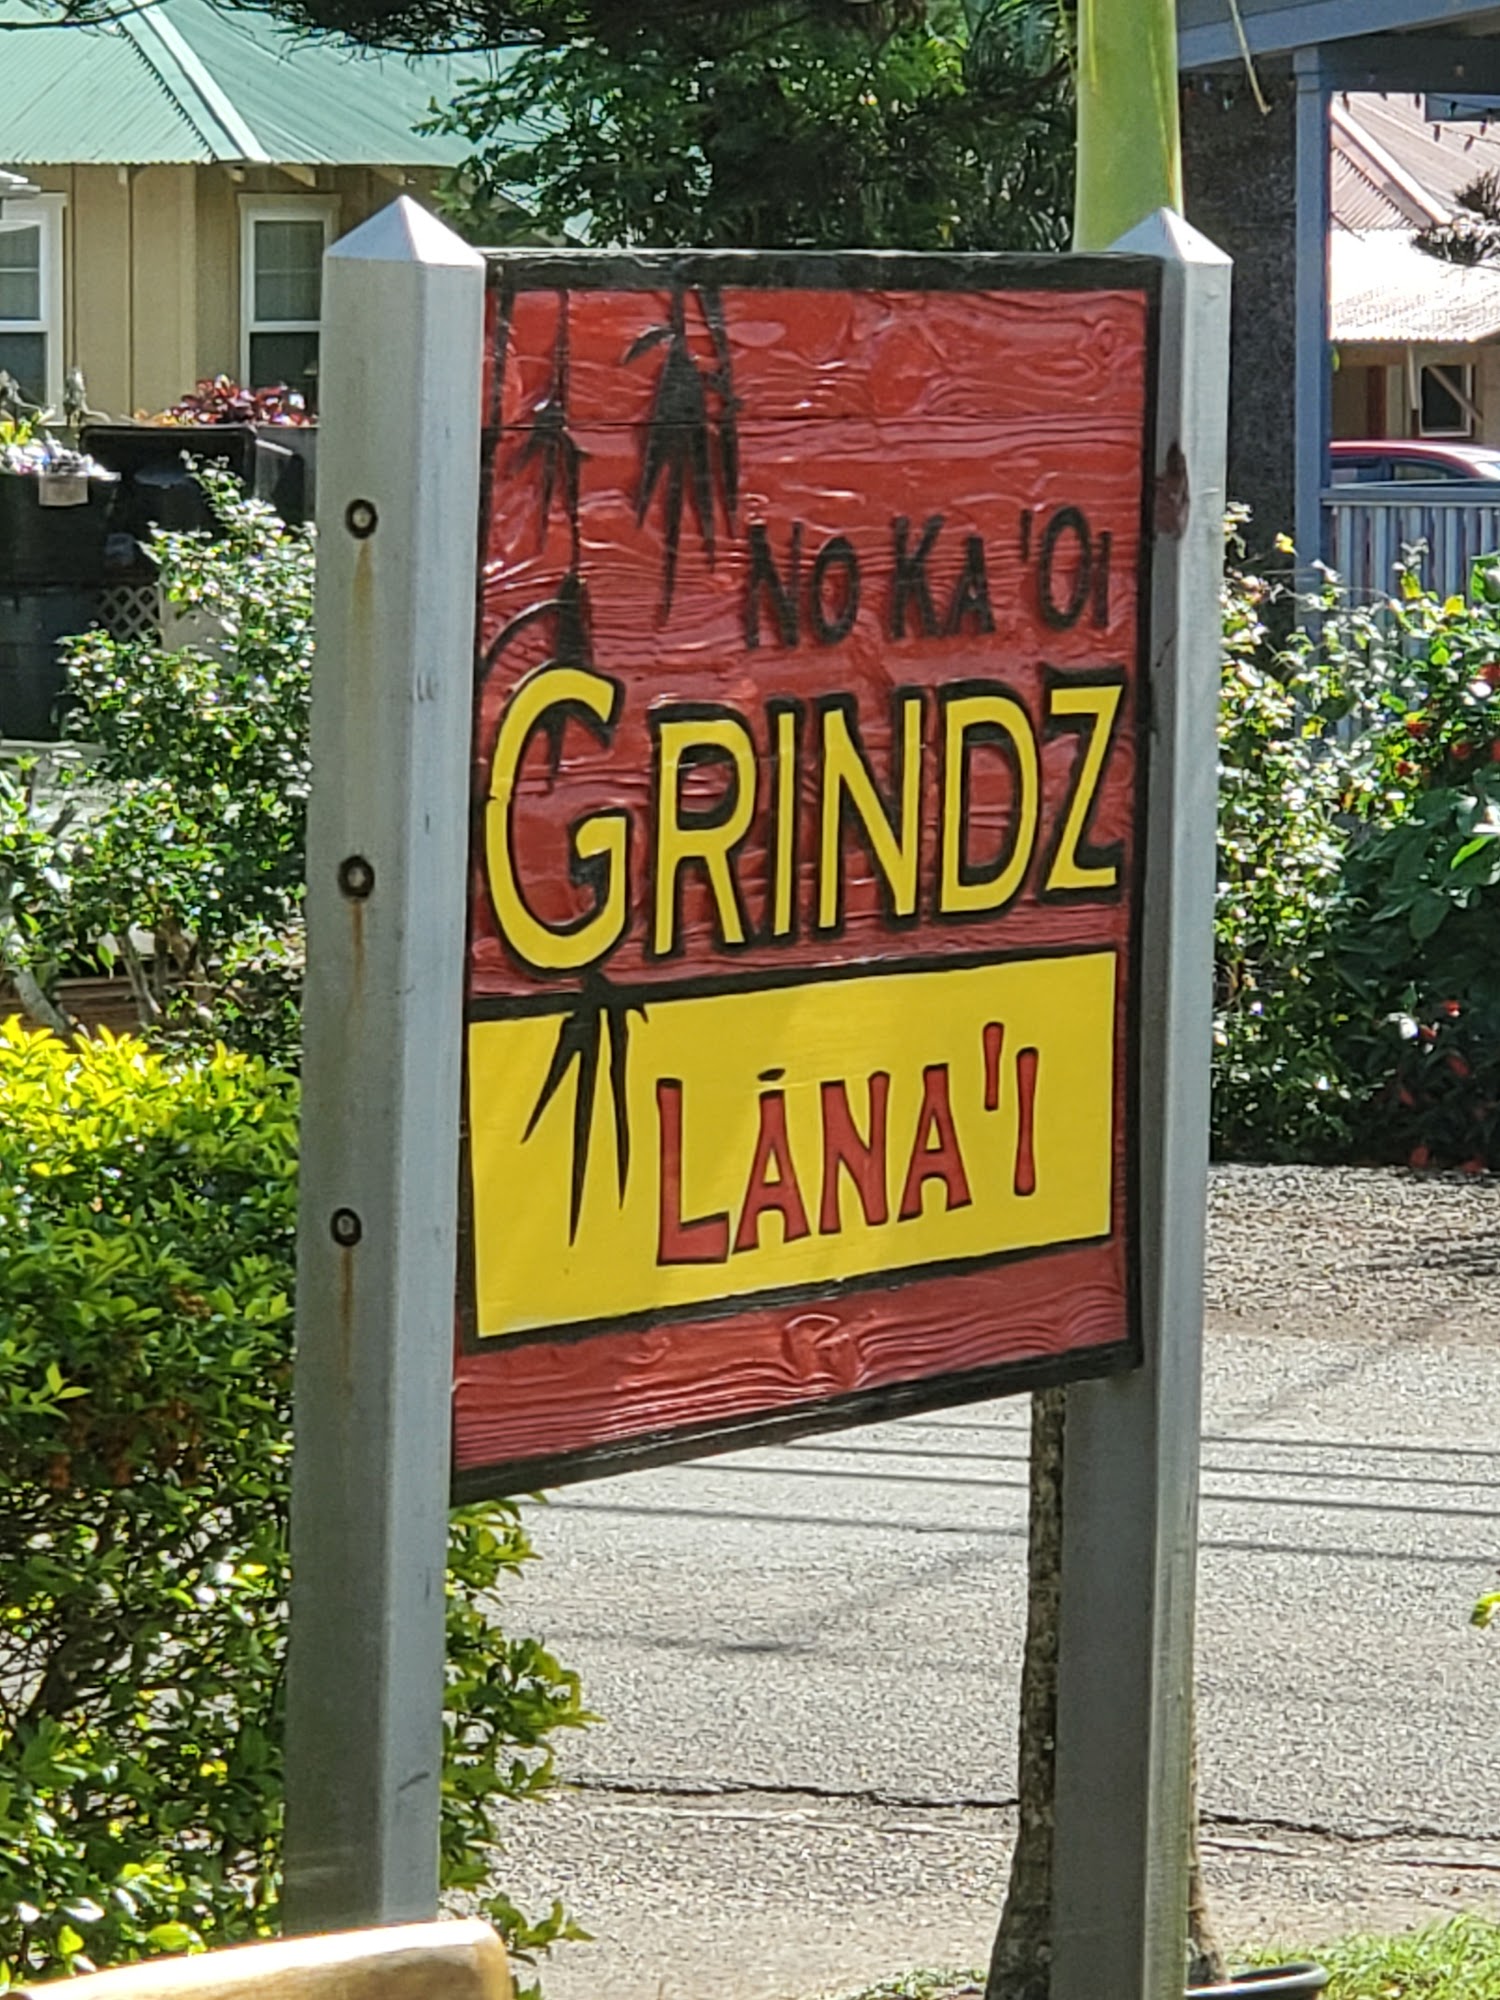 NO KA 'OI
GRINDZ
LĀNA'I